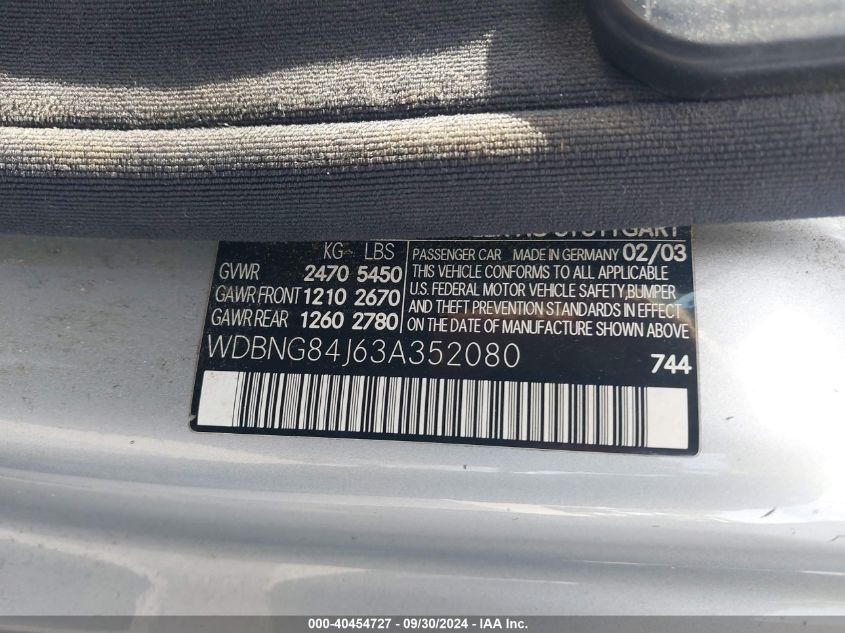 STUTTGART
KG LBS
GVWR 2470 5450
GAWR FRONT 1210 2670
GAWR REAR 1260 2780
PASSENGER CAR MADE IN GERMANY 02/03
THIS VEHICLE CONFORMS TO ALL APPLICABLE
U.S. FEDERAL MOTOR VEHICLE SAFETY, BUMPER
AND THEFT PREVENTION STANDARDS IN EFFECT
ON THE DATE OF MANUFACTURE SHOWN ABOVE
WDBNG84J63A352080 744
000-40454727 - 09/30/2024 - IAA Inc.